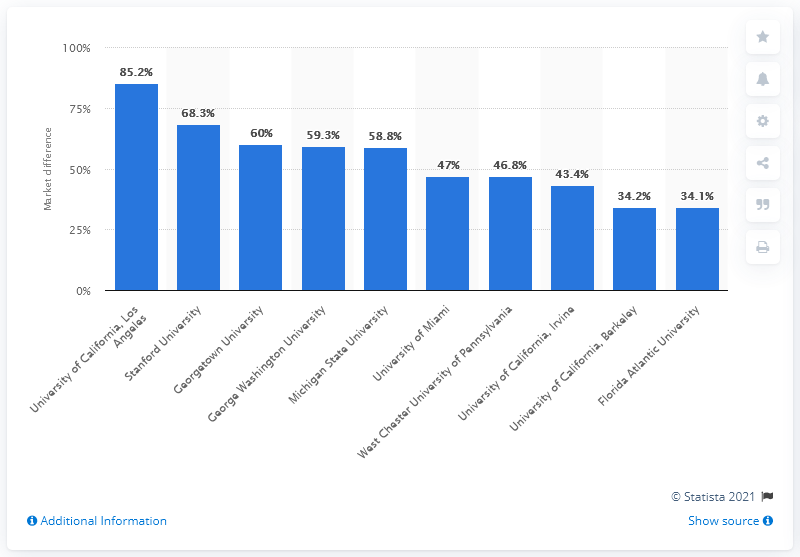 100%
75%
50%
25%
0%
Market difference
85.2%
68.3%
60%
59.3%
58.8%
47%
46.8%
43.4%
34.2%
34.1%
University of California, Los
Angeles
Stanford University
Georgetown University
George Washington University
Michigan State University
University of Miami
West Chester University of Pennsylvania
University of California, Irvine
University of California, Berkeley
Florida Atlantic University
© Statista 2021
Additional Information
Show source